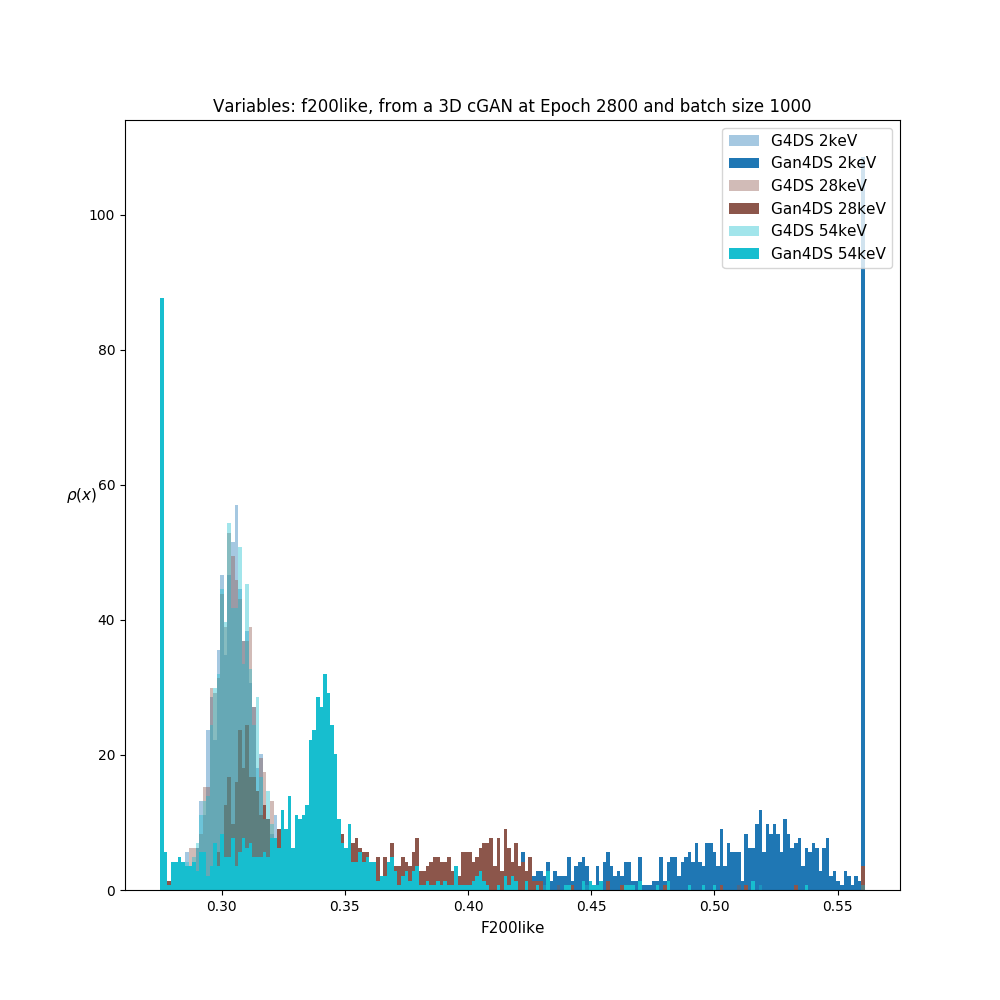 Variables: f200like, from a 3D cGAN at Epoch 2800 and batch size 1000
G4DS 2keV
Gan4DS 2keV
G4DS 28keV
Gan4DS 28keV
G4DS 54keV
Gan4DS 54keV
100
80
60
ρ(x)
40
20
0
0.30 0.35 0.40 0.45 0.50 0.55
F200like